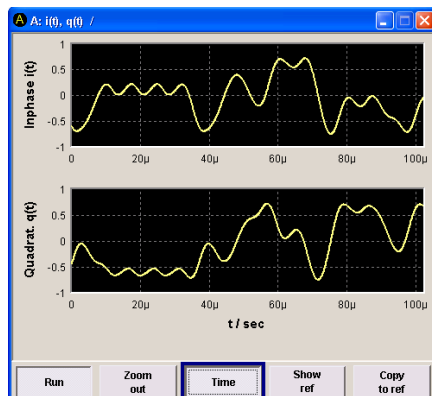 A A: i(t), q(t) /
Inphase i(t)
1
0.5
0
-0.5
-1
0 20µ 40µ 60µ 80µ 100µ
Quadrat. q(t)
1
0.5
0
-0.5
-1
0 20µ 40µ 60µ 80µ 100µ
t / sec
Run
Zoom
out
Time
Show
ref
Copy
to ref